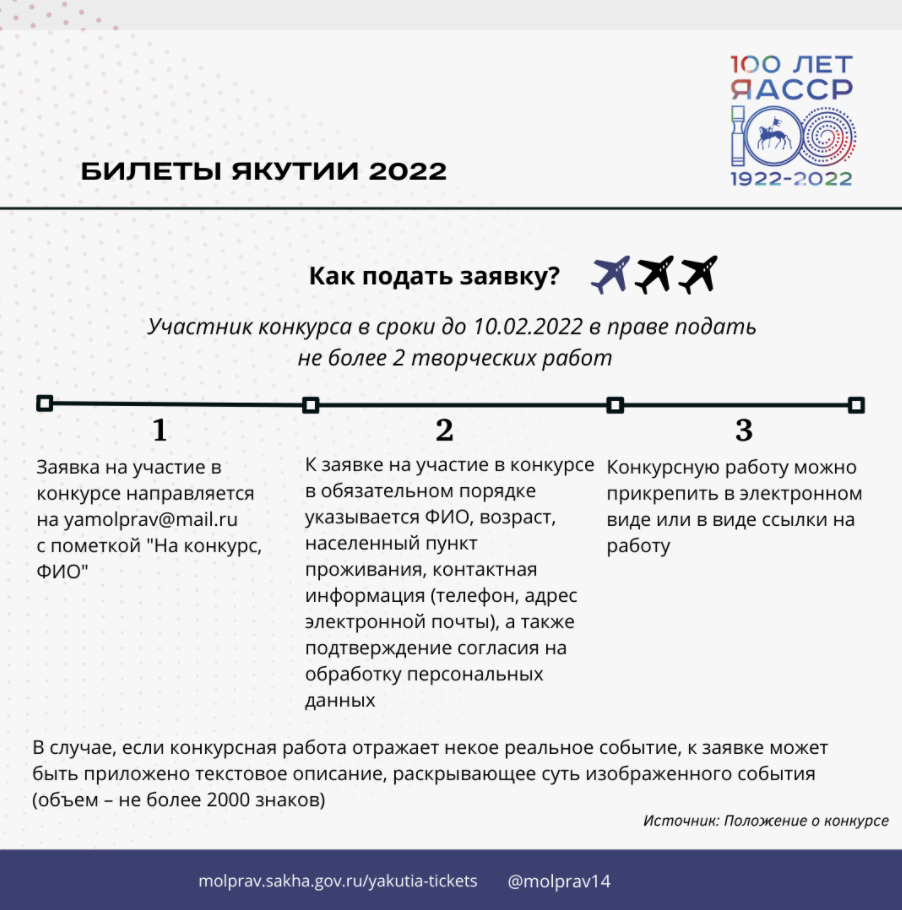 100 ЛЕТ
ЯАССР
100
1922-2022
БИЛЕТЫ ЯКУТИИ 2022
Как подать заявку?
Участник конкурса в сроки до 10.02.2022 в праве подать
не более 2 творческих работ
1
Заявка на участие в
конкурсе направляется
на yamolprav@mail.ru
с пометкой "На конкурс,
ФИО"
2
К заявке на участие в конкурсе
в обязательном порядке
указывается ФИО, возраст,
населенный пункт
проживания, контактная
информация (телефон, адрес
электронной почты), а также
подтверждение согласия на
обработку персональных
данных
3
Конкурсную работу можно
прикрепить в электронном
виде или в виде ссылки на
работу
В случае, если конкурсная работа отражает некое реальное событие, к заявке может
быть приложено текстовое описание, раскрывающее суть изображенного события
(объем – не более 2000 знаков)
Источник: Положение о конкурсе
molprav.sakha.gov.ru/yakutia-tickets @molprav14